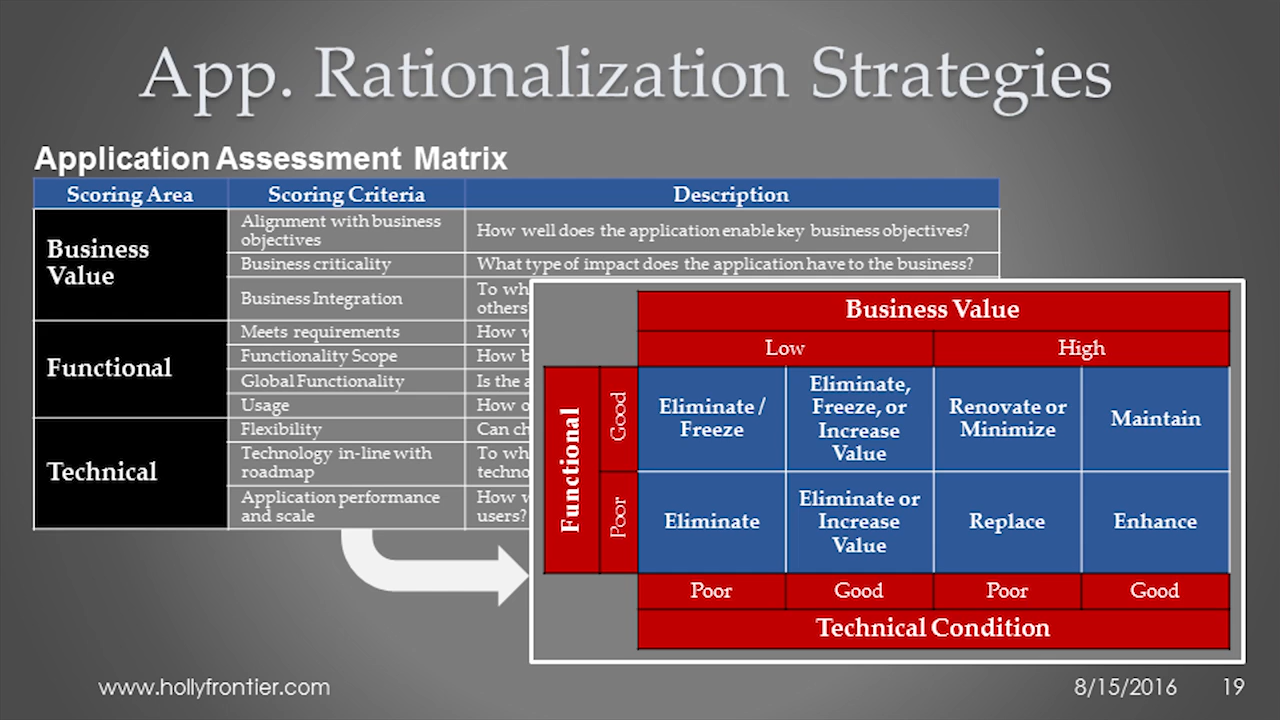 App. Rationalization Strategies
Application Assessment Matrix
Scoring Area
Scoring Criteria
Description
Business
Value
Alignment with business
objectives
How well does the application enable key business objectives?
Business criticality
What type of impact does the application have to the business?
Business Integration
To wh
others
Functional
Meets requirements
How w
Functionality Scope
How b
Global Functionality
Is the a
Usage
How o
Technical
Flexibility
Can ch
Technology in-line with
roadmap
To wh
techno
Application performance
and scale
How w
users?
Business Value
Low
High
Functional
Good
Eliminate /
Freeze
Eliminate,
Freeze, or
Increase
Value
Renovate or
Minimize
Maintain
Poor
Eliminate
Eliminate or
Increase
Value
Replace
Enhance
Poor
Good
Poor
Good
Technical Condition
www.hollyfrontier.com
8/15/2016
19